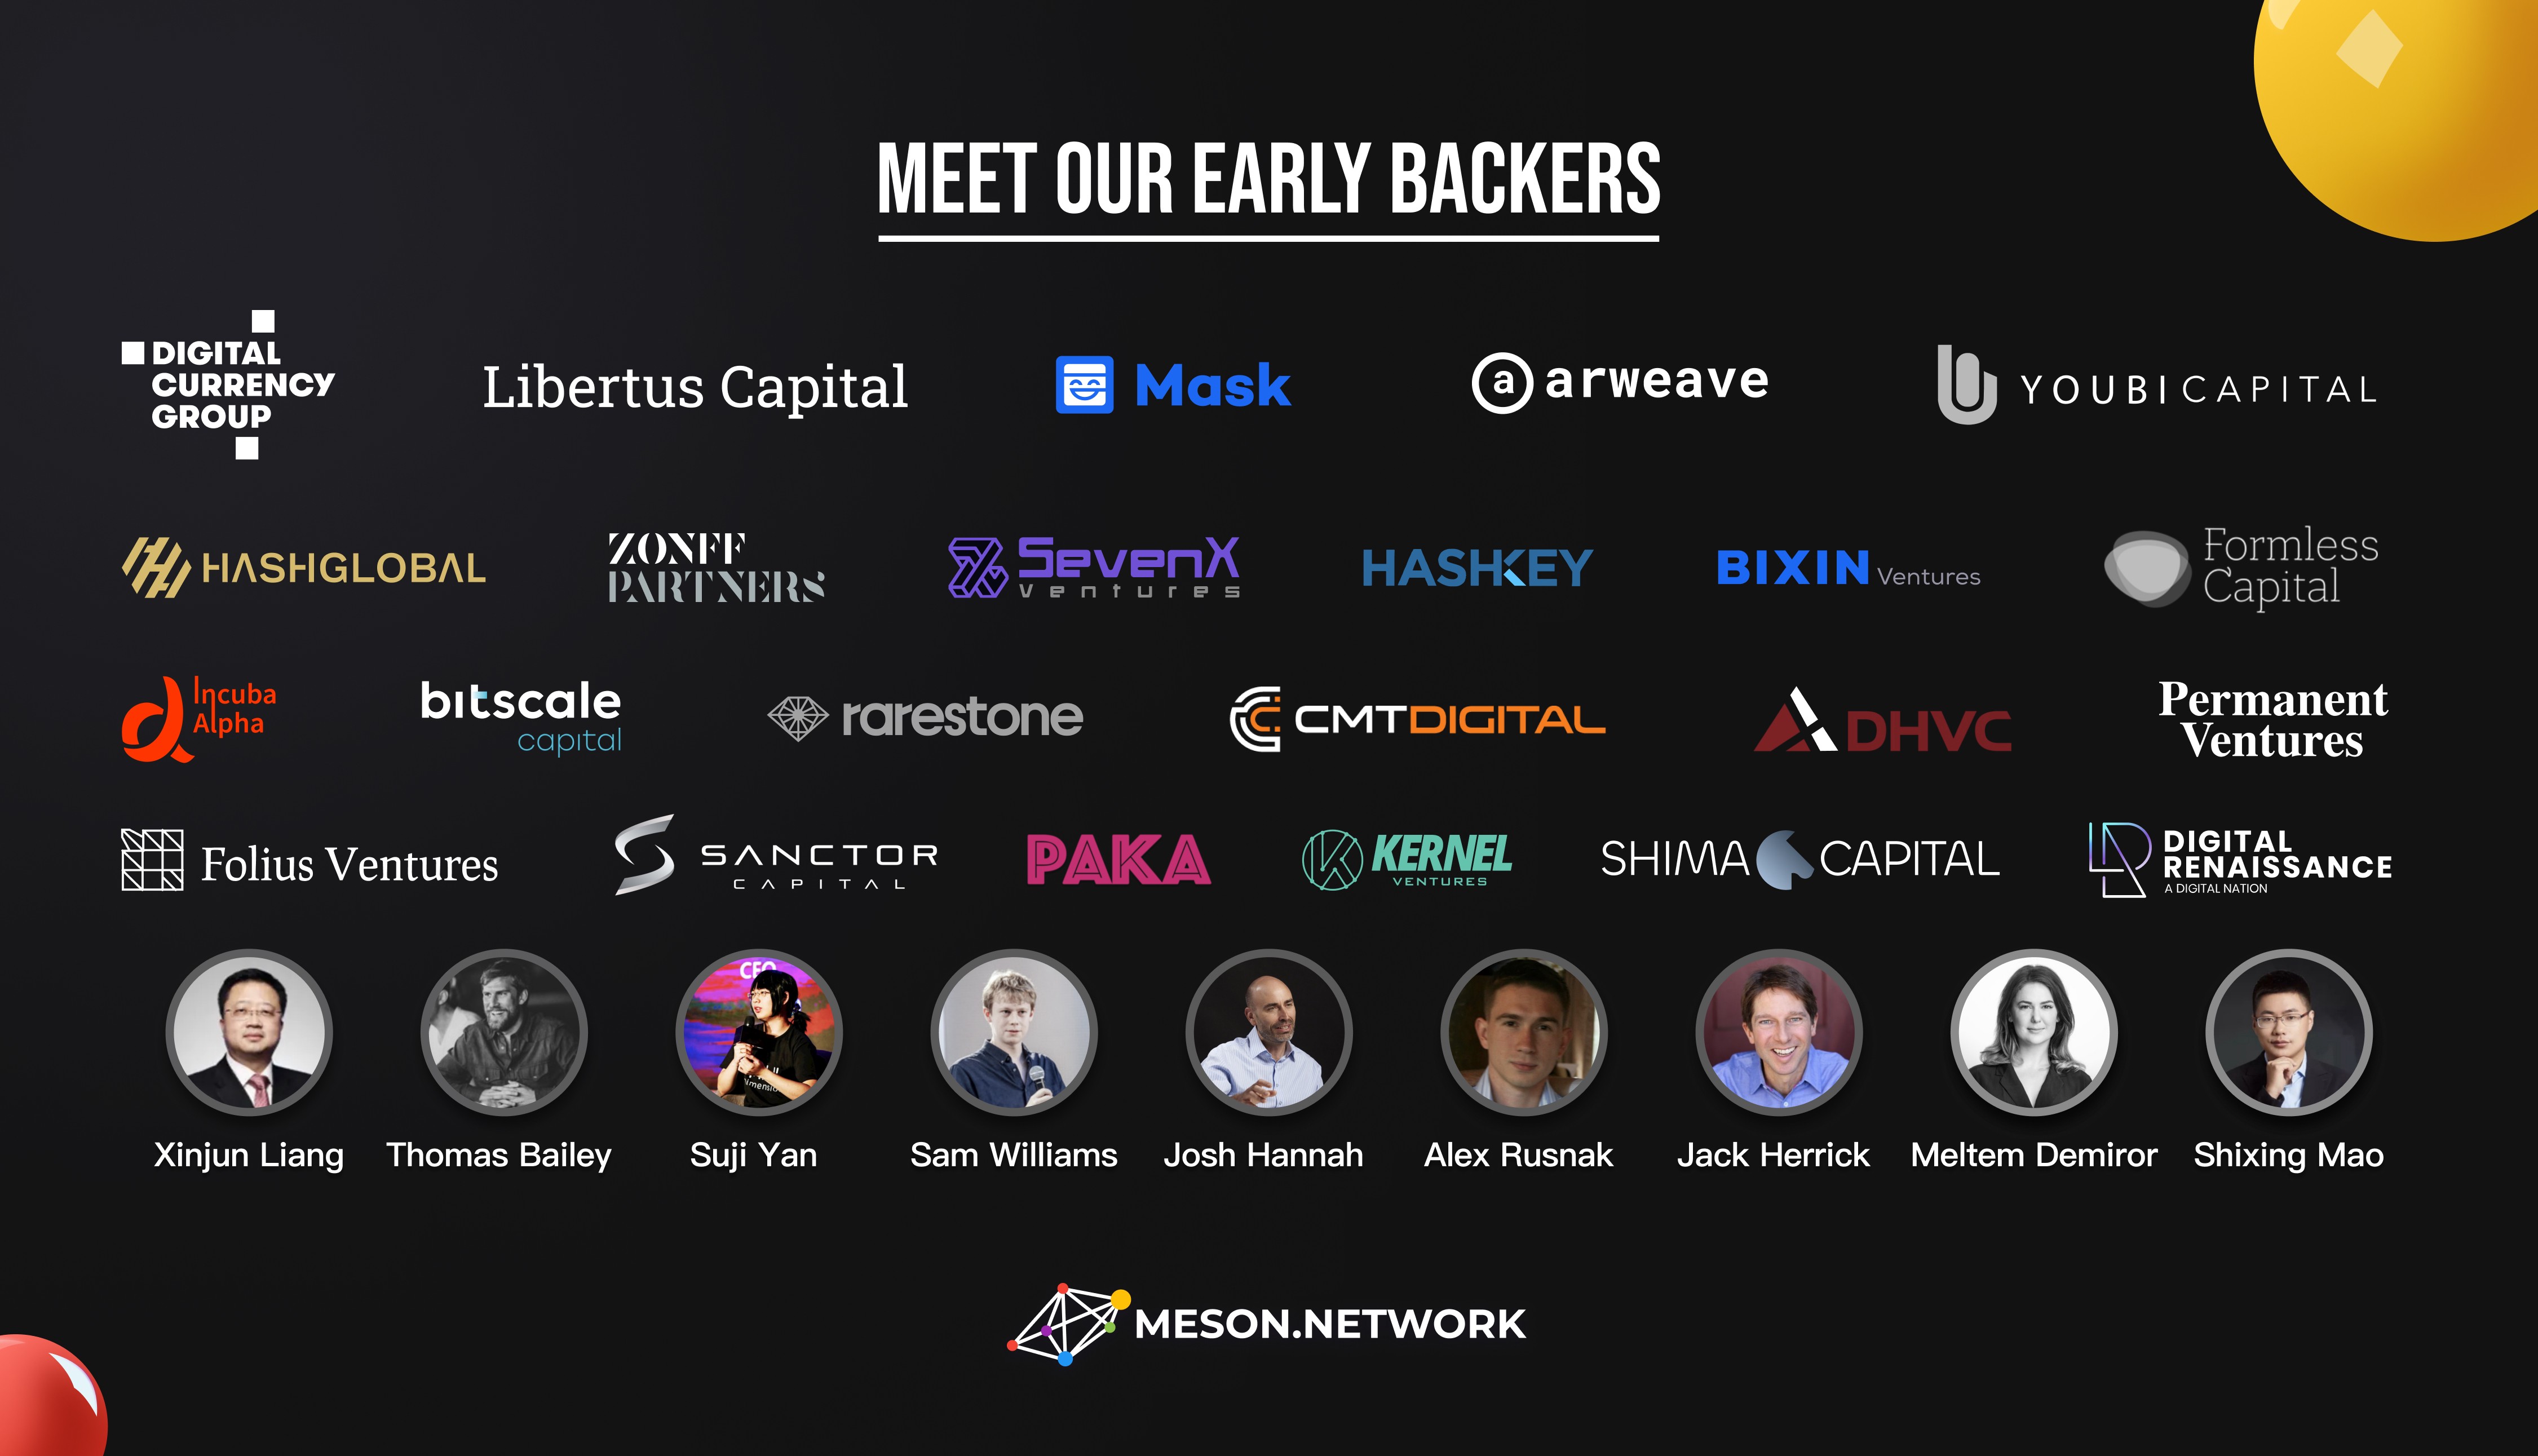 MEET OUR EARLY BACKERS
DIGITAL
CURRENCY
GROUP
Libertus Capital
Mask
a arweave
YOUBI CAPITAL
HASHGLOBAL
ZONFF
PARTNERS
SevenX
Ventures
HASHKEY
BIXIN Ventures
Formless
Capital
Incuba
Alpha
bitscale
capital
rarestone
CMTDIGITAL
DHVC
Permanent
Ventures
Folius Ventures
SANCTOR
CAPITAL
PAKA
KERNEL
VENTURES
SHIMA CAPITAL
DIGITAL
RENAISSANCE
A DIGITAL NATION
CEO
Xinjun Liang
Thomas Bailey
Suji Yan
Sam Williams
Josh Hannah
Alex Rusnak
Jack Herrick
Meltem Demiror
Shixing Mao
MESON.NETWORK